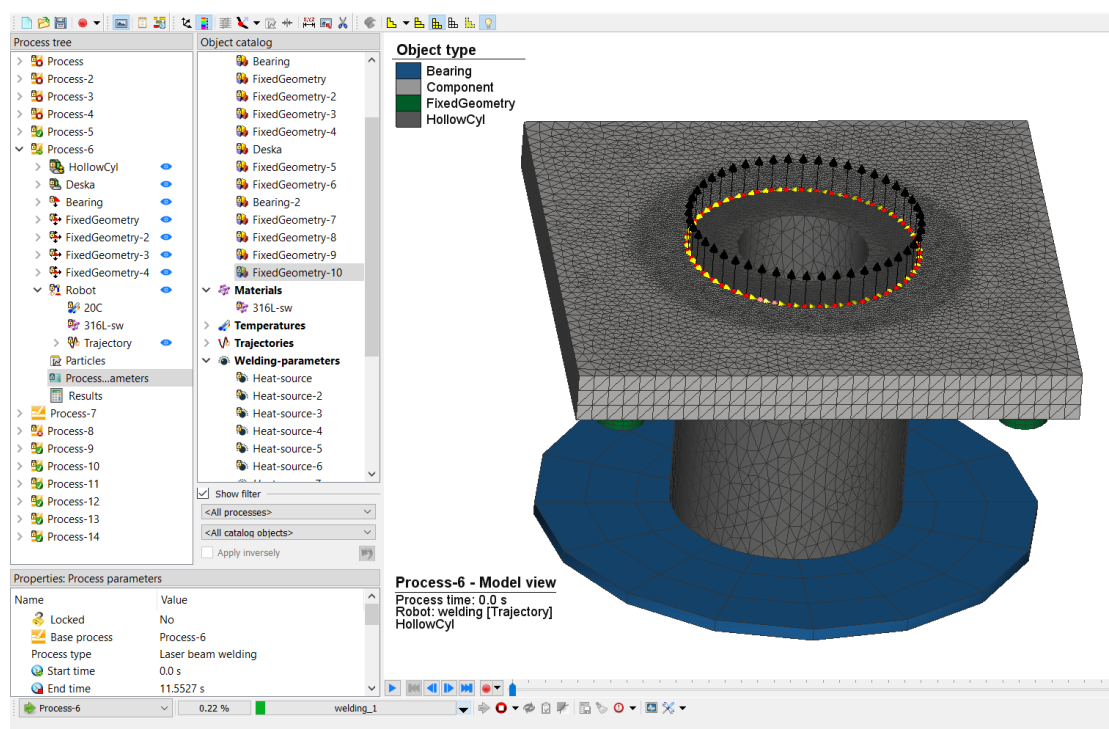 Process tree
Process
Process-2
Process-3
Process-4
Process-5
Process-6
HollowCyl
Deska
Bearing
FixedGeometry
FixedGeometry-2
FixedGeometry-3
FixedGeometry-4
Robot
20C
316L-sw
Trajectory
Particles
Process...ameters
Results
Process-7
Process-8
Process-9
Process-10
Process-11
Process-12
Process-13
Process-14
Object catalog
Bearing
FixedGeometry
FixedGeometry-2
FixedGeometry-3
FixedGeometry-4
Deska
FixedGeometry-5
FixedGeometry-6
Bearing-2
FixedGeometry-7
FixedGeometry-8
FixedGeometry-9
FixedGeometry-10
Materials
316L-sw
Temperatures
Trajectories
Welding-parameters
Heat-source
Heat-source-2
Heat-source-3
Heat-source-4
Heat-source-5
Heat-source-6
Show filter
<All processes>
<All catalog objects>
Apply inversely
Properties: Process parameters
Name Value
Locked No
Base process Process-6
Process type Laser beam welding
Start time 0.0 s
End time 11.5527 s
Object type
Bearing
Component
FixedGeometry
HollowCyl
Process-6 - Model view
Process time: 0.0 s
Robot: welding [Trajectory]
HollowCyl
Process-6 0.22 % welding_1